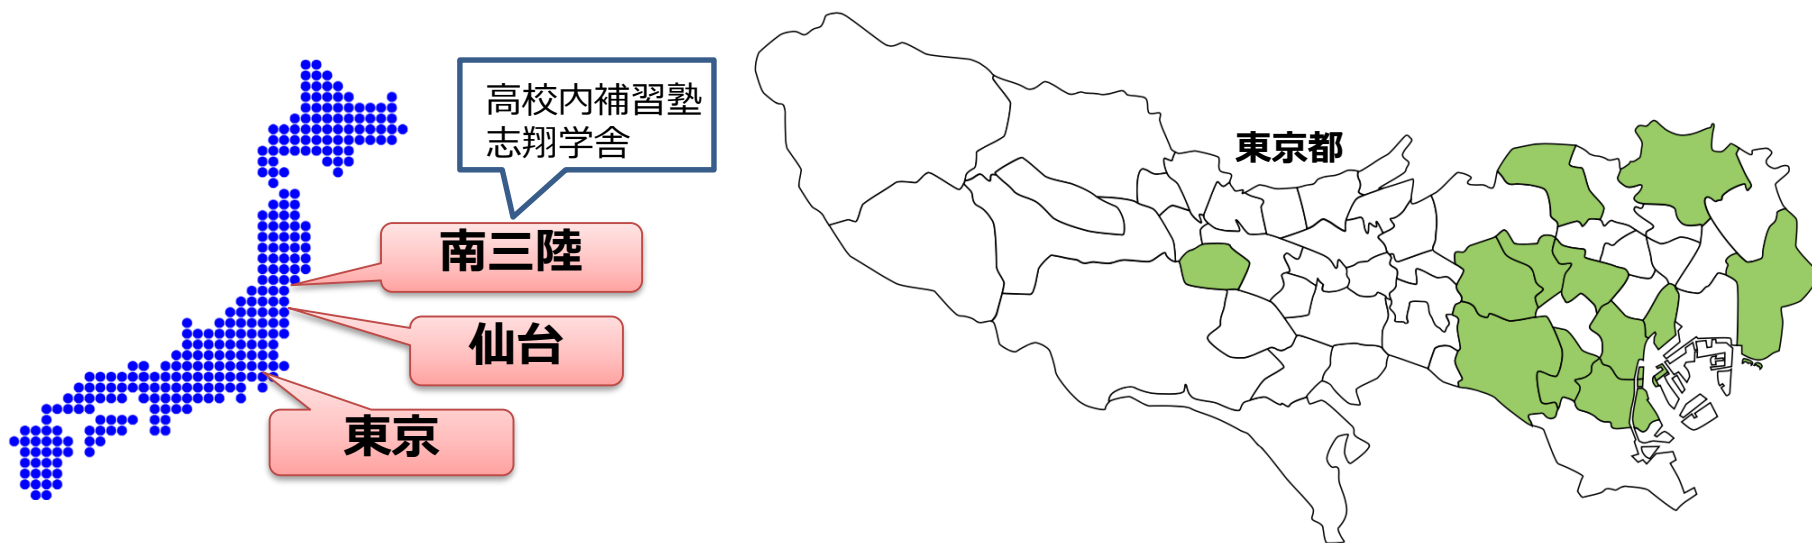 高校内補習塾
志翔学舎
南三陸
仙台
東京
東京都